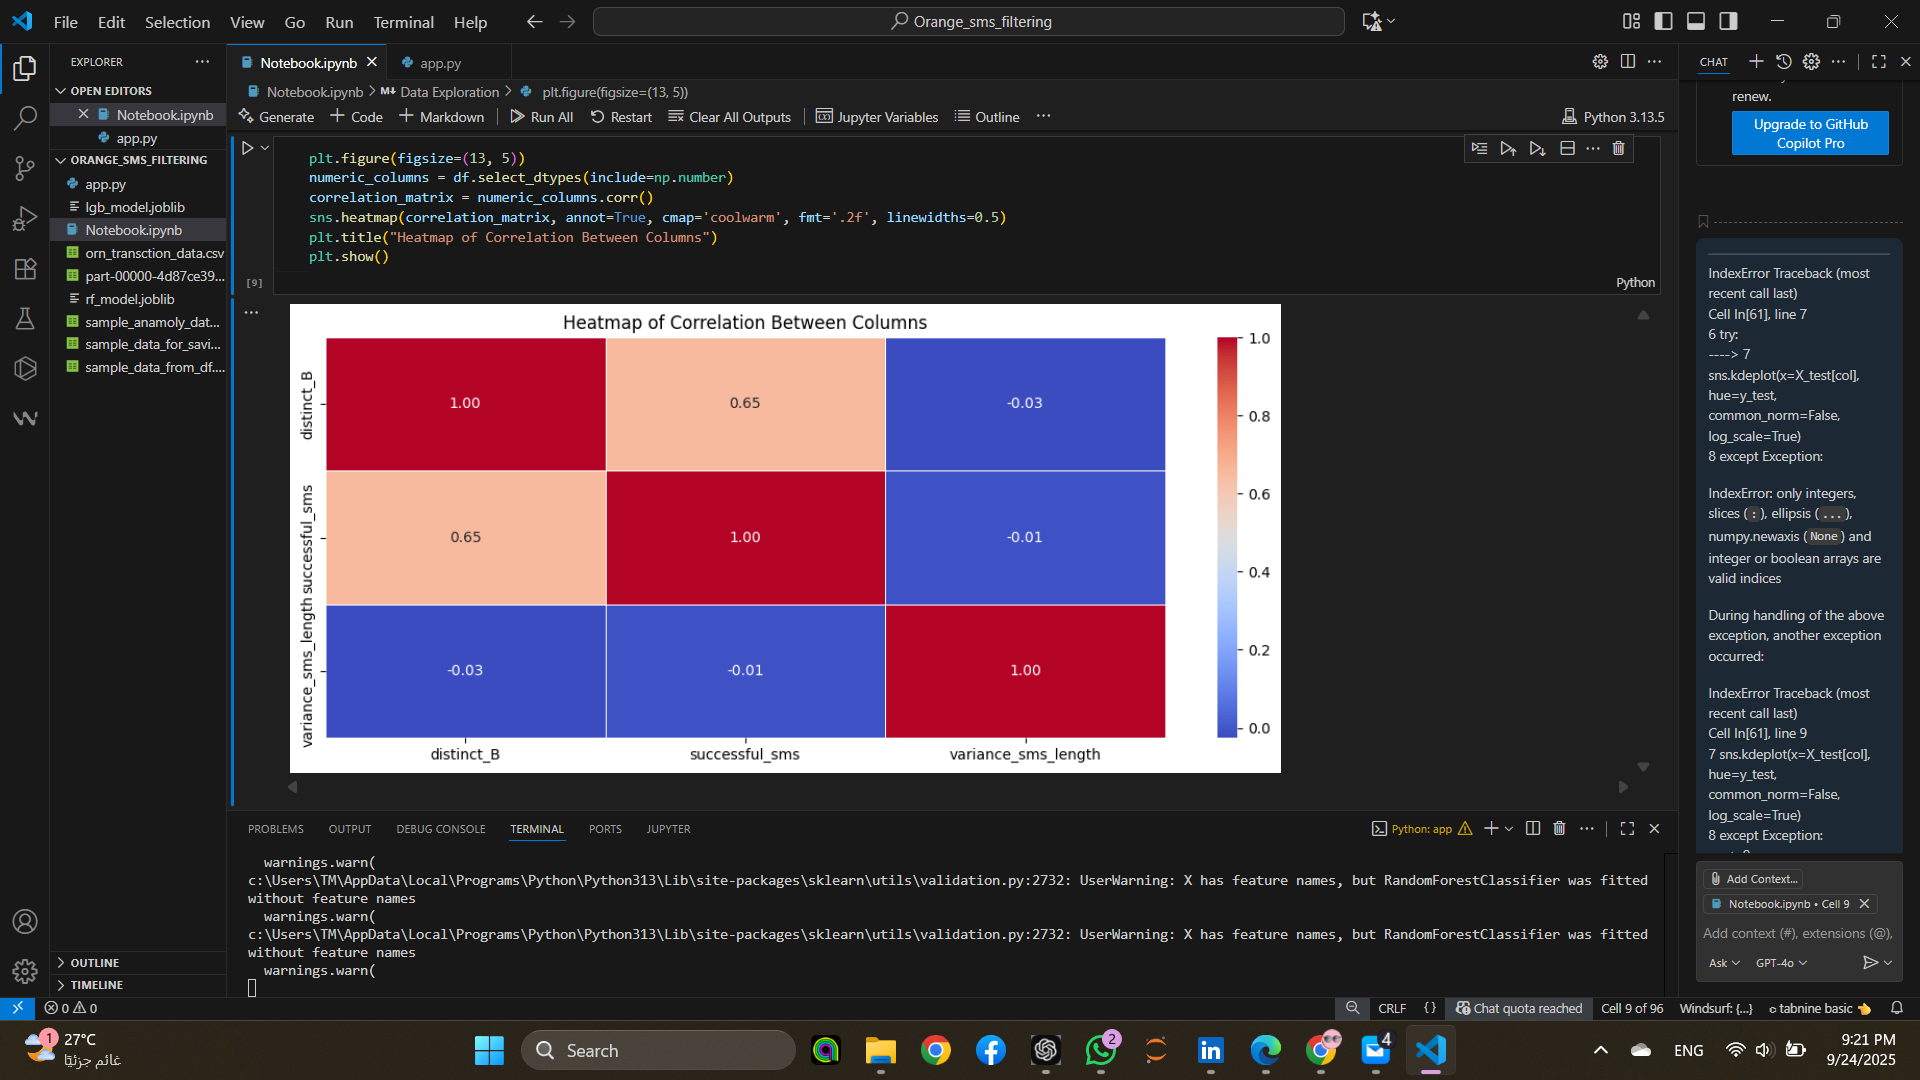 File Edit Selection View Go Run Terminal Help
Orange_sms_filtering
EXPLORER
OPEN EDITORS
Notebook.ipynb
app.py
ORANGE_SMS_FILTERING
app.py
lgb_model.joblib
Notebook.ipynb
orn_transction_data.csv
part-00000-4d87ce39...
rf_model.joblib
sample_anamoly_dat...
sample_data_for_savi...
sample_data_from_df....
OUTLINE
TIMELINE
Notebook.ipynb app.py
Notebook.ipynb > Data Exploration > plt.figure(figsize=(13, 5))
Generate + Code + Markdown Run All Restart Clear All Outputs Jupyter Variables Outline ... Python 3.13.5
plt.figure(figsize=(13, 5))
numeric_columns = df.select_dtypes(include=np.number)
correlation_matrix = numeric_columns.corr()
sns.heatmap(correlation_matrix, annot=True, cmap='coolwarm', fmt='.2f', linewidths=0.5)
plt.title("Heatmap of Correlation Between Columns")
plt.show()
[9]
Python
Heatmap of Correlation Between Columns
distinct_B
1.00 0.65 -0.03
successful_sms
0.65 1.00 -0.01
variance_sms_length
-0.03 -0.01 1.00
distinct_B successful_sms variance_sms_length
1.0
0.8
0.6
0.4
0.2
0.0
PROBLEMS OUTPUT DEBUG CONSOLE TERMINAL PORTS JUPYTER
Python: app
warnings.warn(
c:\Users\TM\AppData\Local\Programs\Python\Python313\Lib\site-packages\sklearn\utils\validation.py:2732: UserWarning: X has feature names, but RandomForestClassifier was fitted
without feature names
warnings.warn(
c:\Users\TM\AppData\Local\Programs\Python\Python313\Lib\site-packages\sklearn\utils\validation.py:2732: UserWarning: X has feature names, but RandomForestClassifier was fitted
without feature names
warnings.warn(
CHAT
renew.
Upgrade to GitHub
Copilot Pro
IndexError Traceback (most
recent call last)
Cell In[61], line 7
6 try:
----> 7
sns.kdeplot(x=X_test[col],
hue=y_test,
common_norm=False,
log_scale=True)
8 except Exception:
IndexError: only integers,
slices (:), ellipsis (...),
numpy.newaxis (None) and
integer or boolean arrays are
valid indices
During handling of the above
exception, another exception
occurred:
IndexError Traceback (most
recent call last)
Cell In[61], line 9
7 sns.kdeplot(x=X_test[col],
hue=y_test,
common_norm=False,
log_scale=True)
8 except Exception:
Add Context...
Notebook.ipynb • Cell 9
Add context (#), extensions (@),
Ask GPT-4o
0 0
CRLF {} Chat quota reached Cell 9 of 96 Windsurf: {...} tabnine basic
1 27°C
غائم جزئيًا
Search
2
4
ENG
9:21 PM
9/24/2025